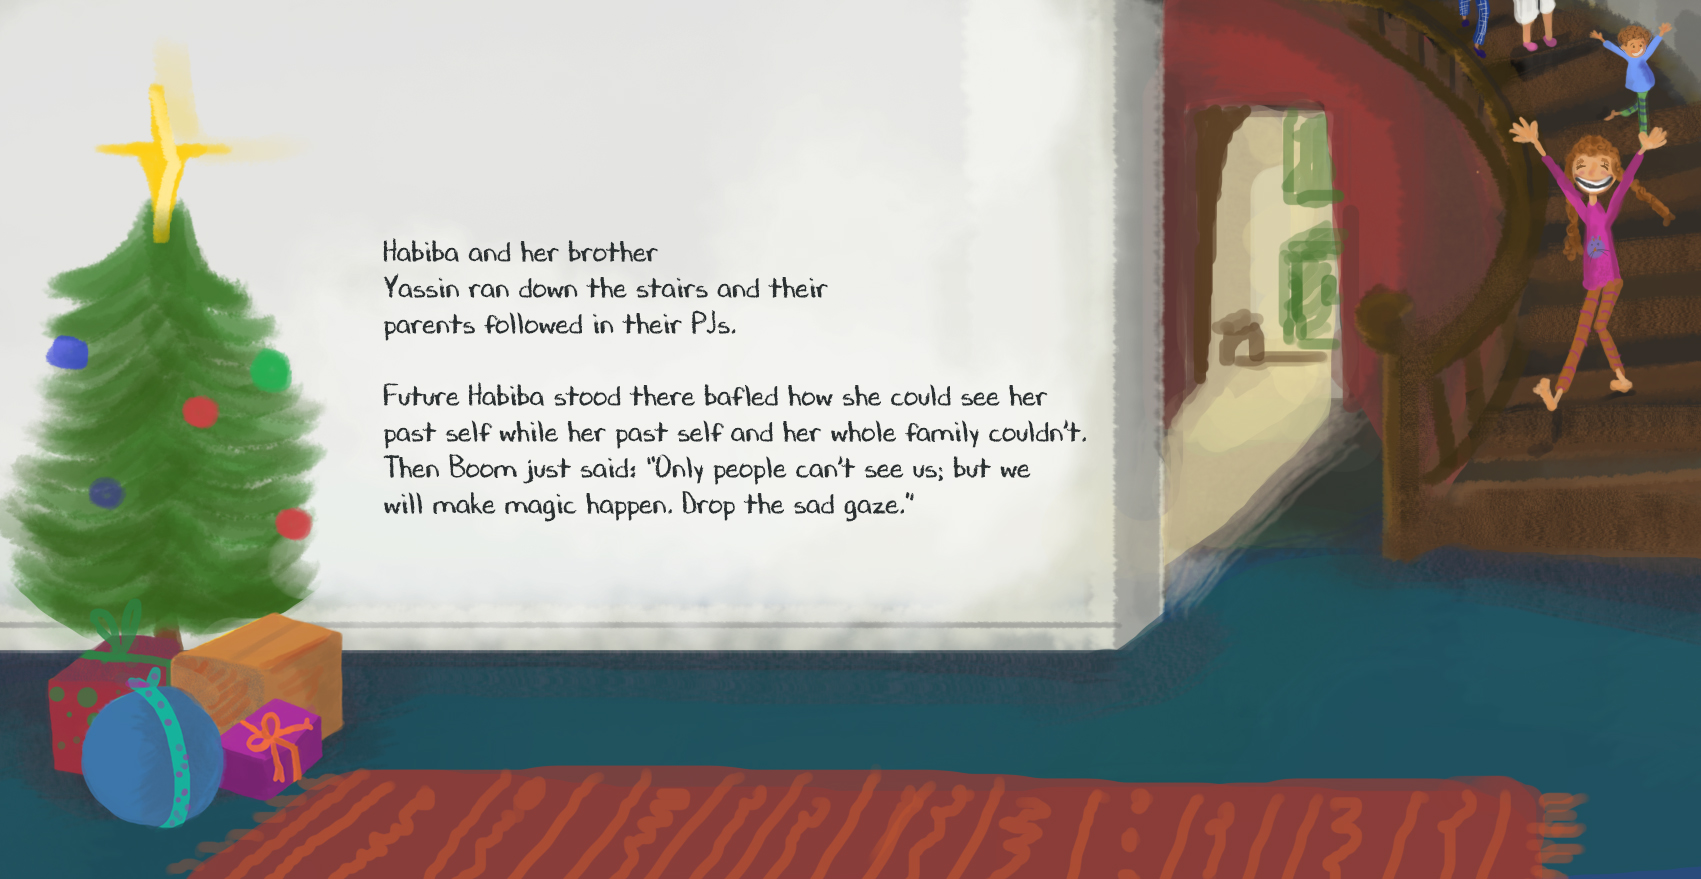 Habiba and her brother
Yassin ran down the stairs and their
parents followed in their PJs.
Future Habiba stood there bafled how she could see her
past self while her past self and her whole family couldn't.
Then Boom just said: "Only people can't see us; but we
will make magic happen. Drop the sad gaze."